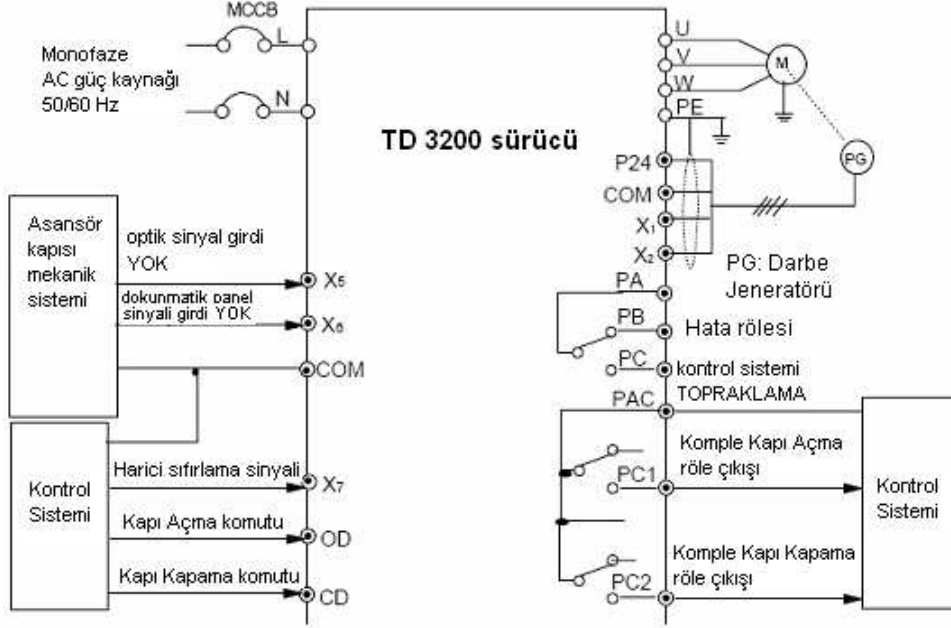 MCCB
L
Monofaze
AC güç kaynağı
50/60 Hz
N
U
V
W
PE
M
TD 3200 sürücü
PG
P24
COM
X1
X2
PG: Darbe
Jeneratörü
Asansör
kapısı
mekanik
sistemi
optik sinyal girdi
YOK
X5
dokunmatik panel
sinyali girdi YOK
X6
COM
PA
PB
Hata rölesi
PC
kontrol sistemi
TOPRAKLAMA
PAC
Kontrol
Sistemi
Harici sıfırlama sinyali
X7
Kapı Açma komutu
OD
Kapı Kapama komutu
CD
Komple Kapı Açma
röle çıkışı
PC1
Komple Kapı Kapama
röle çıkışı
PC2
Kontrol
Sistemi